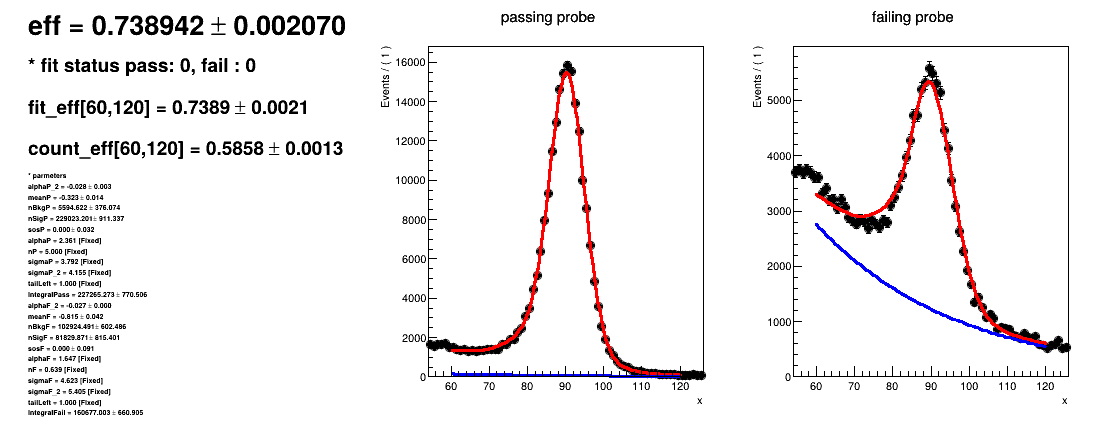 eff = 0.738942 ± 0.002070
* fit status pass: 0, fail : 0
fit_eff[60,120] = 0.7389 ± 0.0021
count_eff[60,120] = 0.5858 ± 0.0013
* parmeters
alphaP_2 = -0.028 ± 0.003
meanP = -0.323 ± 0.014
nBkgP = 5594.622 ± 376.074
nSigP = 229023.201± 911.337
sosP = 0.000 ± 0.032
alphaP = 2.361 [Fixed]
nP = 5.000 [Fixed]
sigmaP = 3.792 [Fixed]
sigmaP_2 = 4.155 [Fixed]
tailLeft = 1.000 [Fixed]
IntegralPass = 227265.273 ± 770.506
alphaF_2 = -0.027 ± 0.000
meanF = -0.815 ± 0.042
nBkgF = 102924.491± 602.486
nSigF = 81829.871± 815.401
sosF = 0.000 ± 0.091
alphaF = 1.647 [Fixed]
nF = 0.639 [Fixed]
sigmaF = 4.623 [Fixed]
sigmaF_2 = 5.405 [Fixed]
tailLeft = 1.000 [Fixed]
IntegralFail = 160677.003 ± 660.905
passing probe
Events / ( 1 )
16000
14000
12000
10000
8000
6000
4000
2000
0
60 70 80 90 100 110 120
x
failing probe
Events / ( 1 )
5000
4000
3000
2000
1000
0
60 70 80 90 100 110 120
x